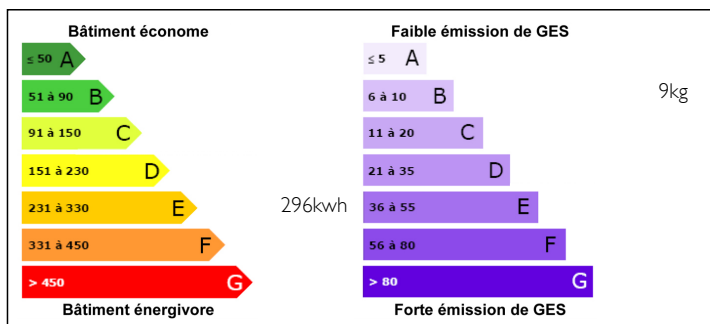 Bâtiment économe
≤ 50 A
51 à 90 B
91 à 150 C
151 à 230 D
231 à 330 E
296kwh
331 à 450 F
> 450 G
Bâtiment énergivore
Faible émission de GES
≤ 5 A
6 à 10 B
9kg
11 à 20 C
21 à 35 D
36 à 55 E
56 à 80 F
> 80 G
Forte émission de GES